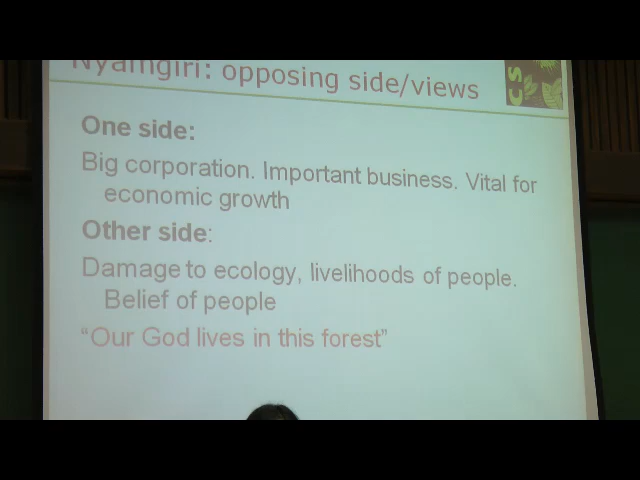 Nyamgiri: opposing side/views
CS
One side:
Big corporation. Important business. Vital for
economic growth
Other side:
Damage to ecology, livelihoods of people.
Belief of people
“Our God lives in this forest”